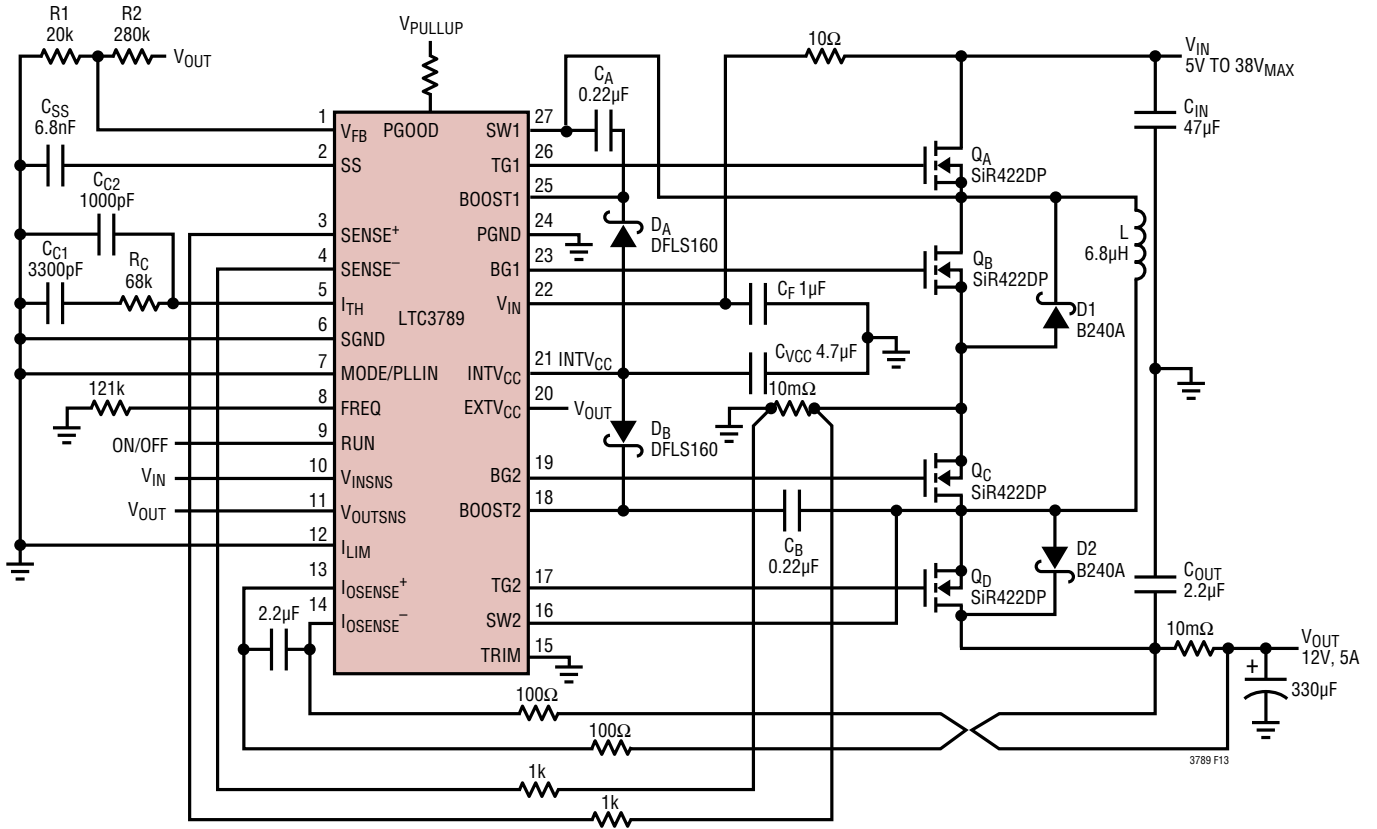 R1
20k
R2
280k
VOUT
VPULLUP
10Ω
VIN
5V TO 38VMAX
CSS
6.8nF
CA
0.22µF
CIN
47µF
1
VFB
PGOOD
SW1
27
2
SS
TG1
26
QA
SiR422DP
CC2
1000pF
BOOST1
25
3
SENSE+
PGND
24
DA
DFLS160
L
6.8µH
CC1
3300pF
RC
68k
4
SENSE–
BG1
23
QB
SiR422DP
5
ITH
VIN
22
CF 1µF
D1
B240A
LTC3789
6
SGND
7
MODE/PLLIN
INTVCC
21
INTVCC
CVCC 4.7µF
121k
8
FREQ
EXTVCC
20
VOUT
10mΩ
ON/OFF
9
RUN
DB
DFLS160
VIN
10
VINSNS
BG2
19
QC
SiR422DP
VOUT
11
VOUTSNS
BOOST2
18
12
ILIM
CB
0.22µF
D2
B240A
13
IOSENSE+
TG2
17
QD
SiR422DP
COUT
2.2µF
2.2µF
14
IOSENSE–
SW2
16
TRIM
15
10mΩ
VOUT
12V, 5A
+
330µF
100Ω
100Ω
3789 F13
1k
1k